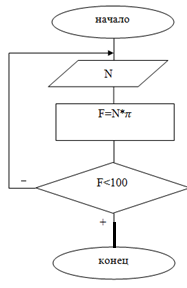 начало
N
F=N*π
F<100
–
+
конец